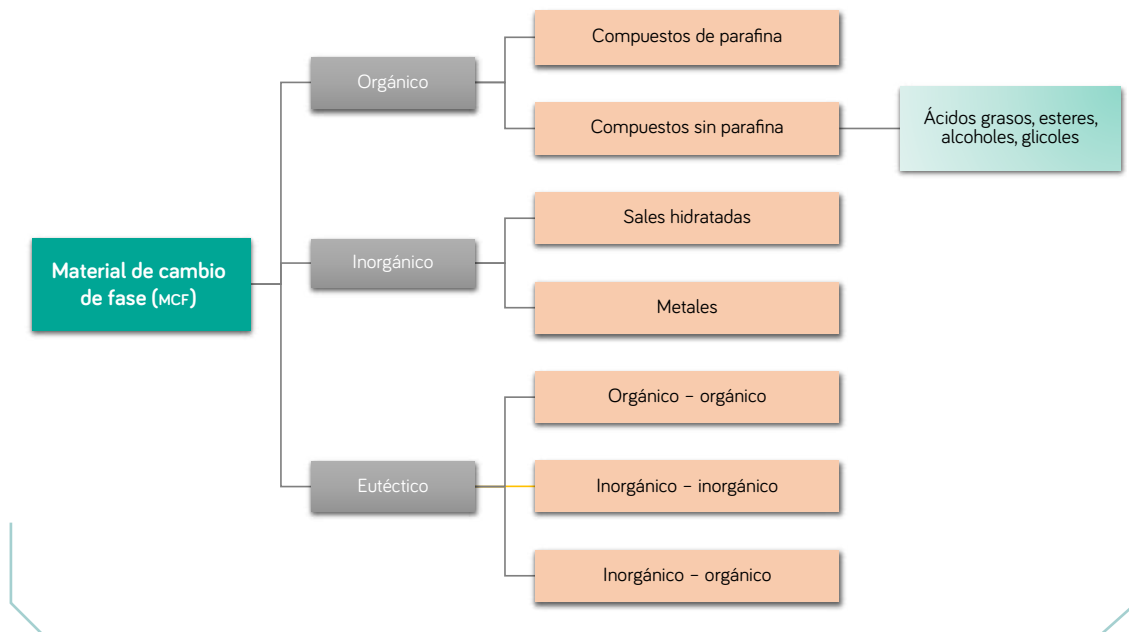 Compuestos de parafina
Orgánico
Compuestos sin parafina
Ácidos grasos, esteres,
alcoholes, glicoles
Sales hidratadas
Material de cambio
de fase (MCF)
Inorgánico
Metales
Orgánico – orgánico
Eutéctico
Inorgánico – inorgánico
Inorgánico – orgánico